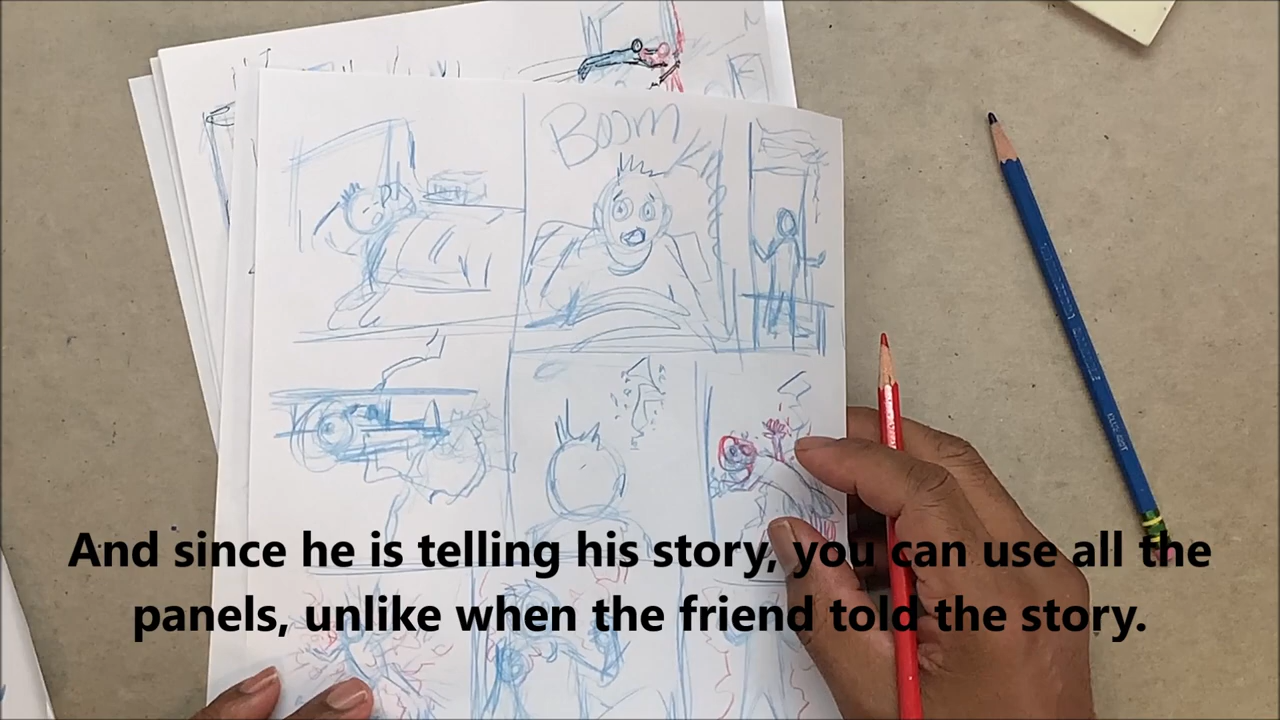 BOOM
And since he is telling his story, you can use all the
panels, unlike when the friend told the story.